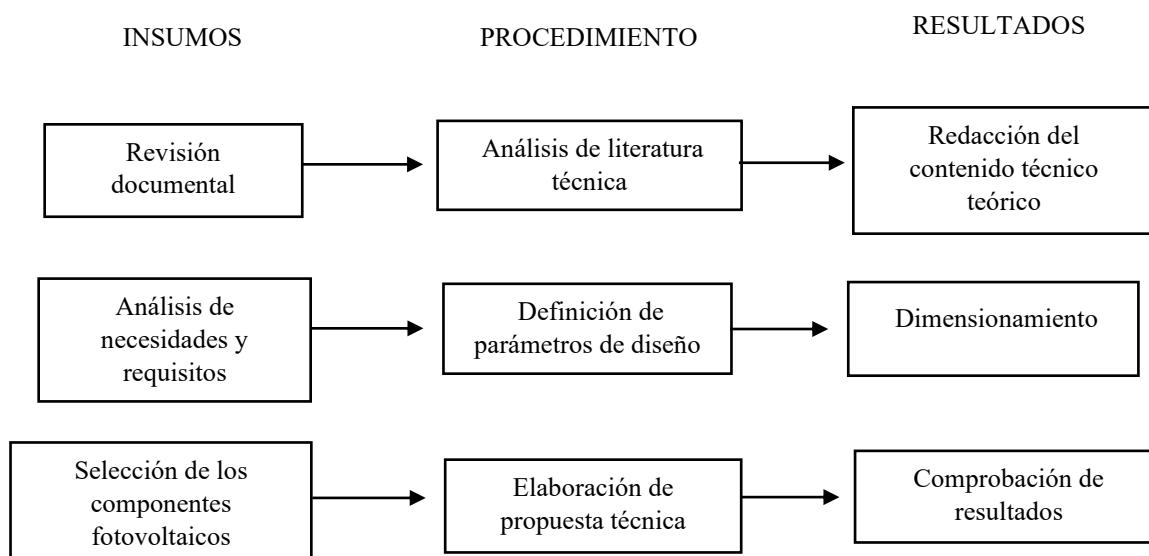 INSUMOS
PROCEDIMIENTO
RESULTADOS
Revisión
documental
Análisis de literatura
técnica
Redacción del
contenido técnico
teórico
Análisis de
necesidades y
requisitos
Definición de
parámetros de diseño
Dimensionamiento
Selección de los
componentes
fotovoltaicos
Elaboración de
propuesta técnica
Comprobación de
resultados